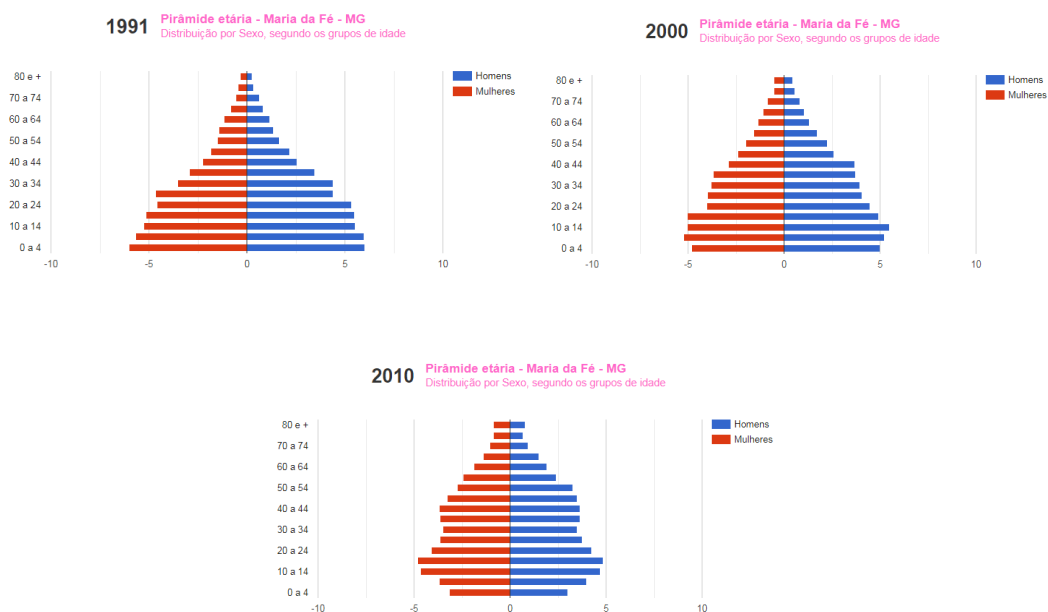 1991
Pirâmide etária - Maria da Fé - MG
Distribuição por Sexo, segundo os grupos de idade
80 e +
70 a 74
60 a 64
50 a 54
40 a 44
30 a 34
20 a 24
10 a 14
0 a 4
-10 -5 0 5 10
Homens
Mulheres
2000
Pirâmide etária - Maria da Fé - MG
Distribuição por Sexo, segundo os grupos de idade
80 e +
70 a 74
60 a 64
50 a 54
40 a 44
30 a 34
20 a 24
10 a 14
0 a 4
-10 -5 0 5 10
Homens
Mulheres
2010
Pirâmide etária - Maria da Fé - MG
Distribuição por Sexo, segundo os grupos de idade
80 e +
70 a 74
60 a 64
50 a 54
40 a 44
30 a 34
20 a 24
10 a 14
0 a 4
-10 -5 0 5 10
Homens
Mulheres